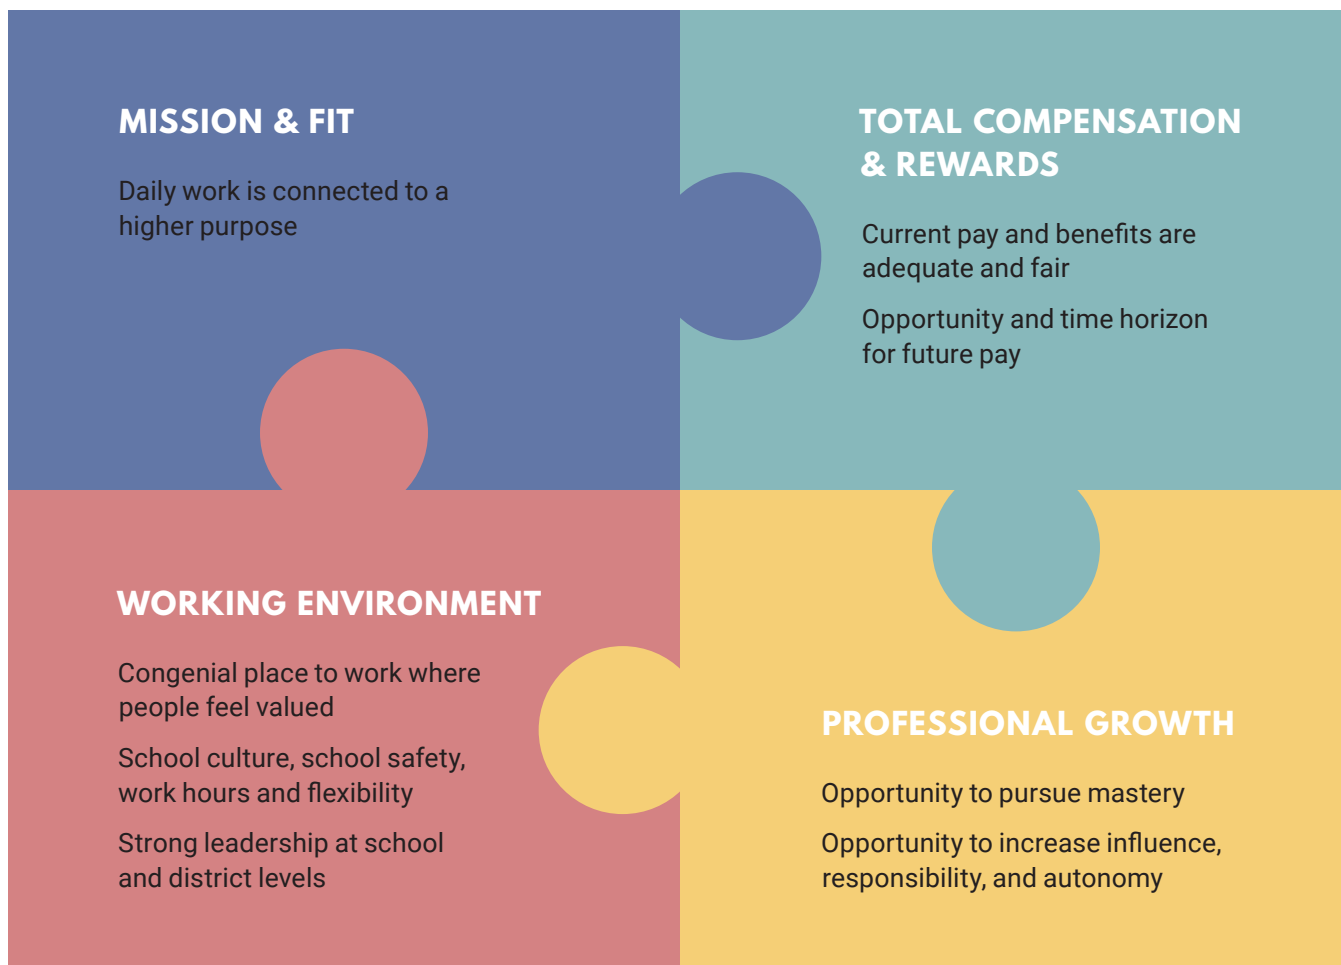 MISSION & FIT
Daily work is connected to a
higher purpose
TOTAL COMPENSATION
& REWARDS
Current pay and benefits are
adequate and fair
Opportunity and time horizon
for future pay
WORKING ENVIRONMENT
Congenial place to work where
people feel valued
School culture, school safety,
work hours and flexibility
Strong leadership at school
and district levels
PROFESSIONAL GROWTH
Opportunity to pursue mastery
Opportunity to increase influence,
responsibility, and autonomy